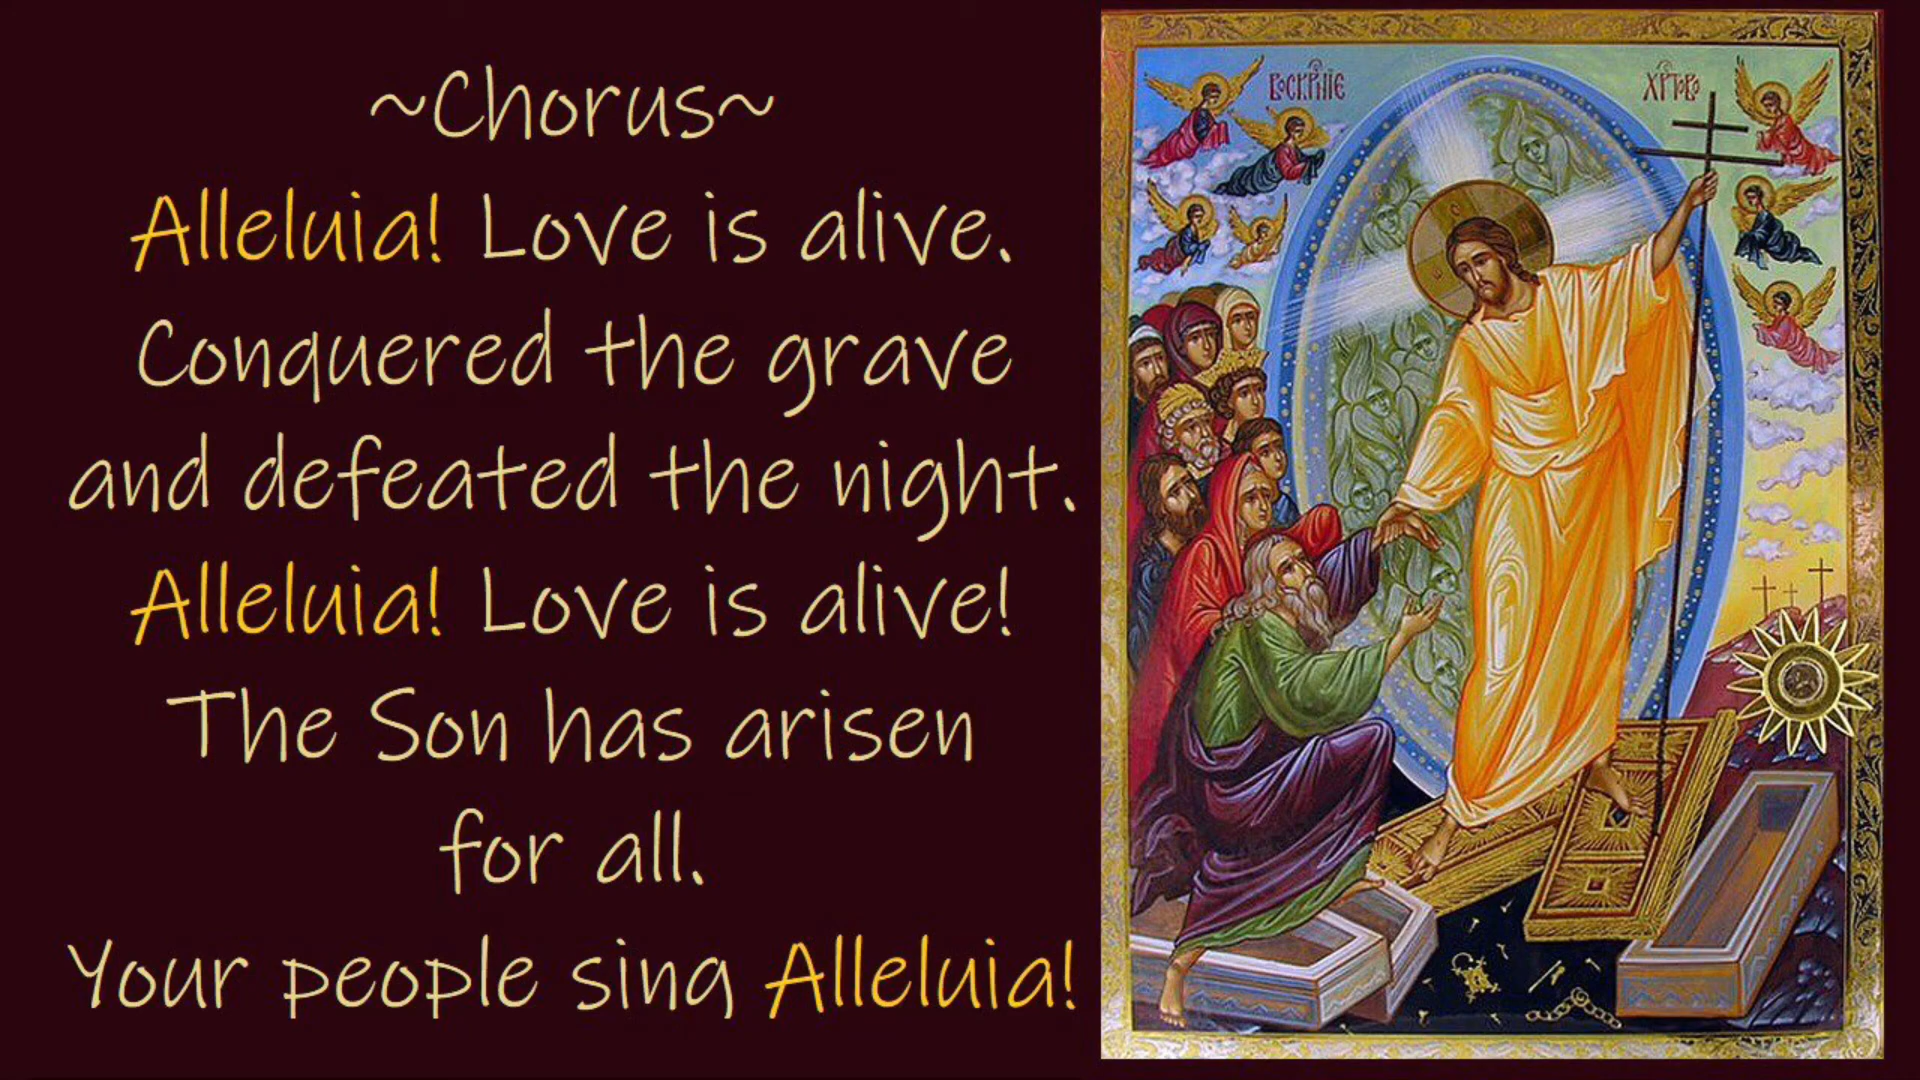 ~Chorus~
Alleluia! Love is alive.
Conquered the grave
and defeated the night.
Alleluia! Love is alive!
The Son has arisen
for all.
Your people sing Alleluia!